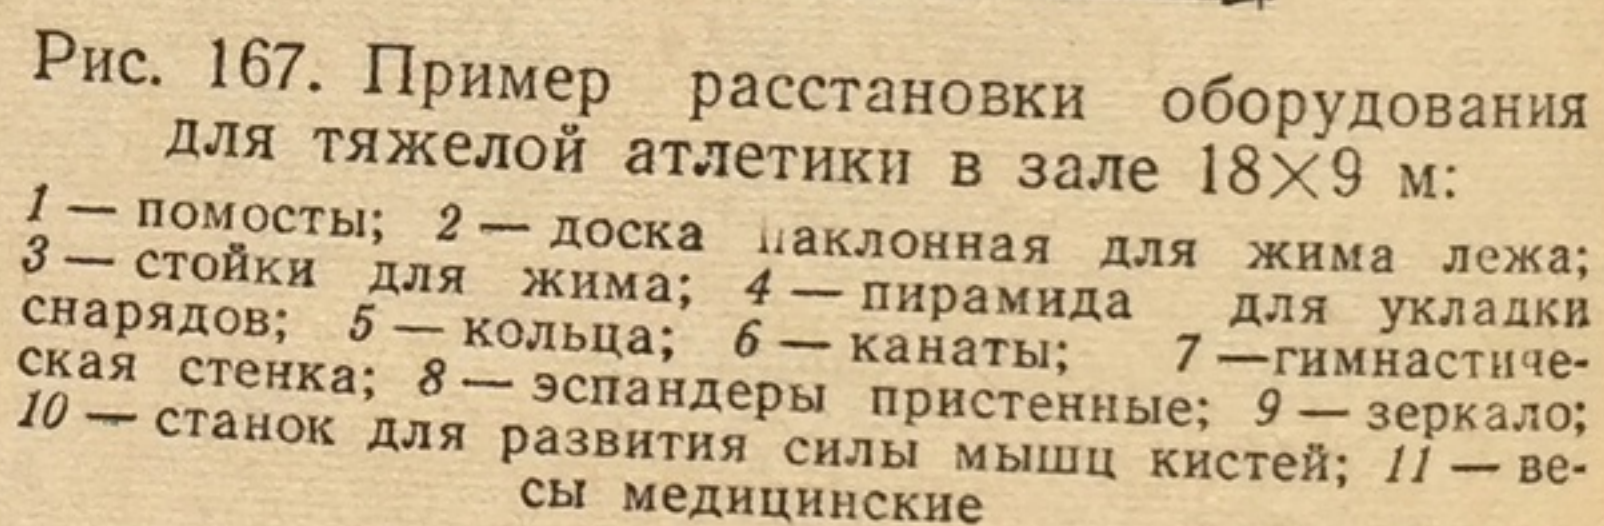 Рис. 167. Пример расстановки оборудования
для тяжелой атлетики в зале 18×9 м:
1 — помосты; 2 — доска наклонная для жима лежа;
3 — стойки для жима; 4 — пирамида для укладки
снарядов; 5 — кольца; 6 — канаты; 7 —гимнастиче-
ская стенка; 8 — эспандеры пристенные; 9 — зеркало;
10 — станок для развития силы мышц кистей; 11 — ве-
сы медицинские